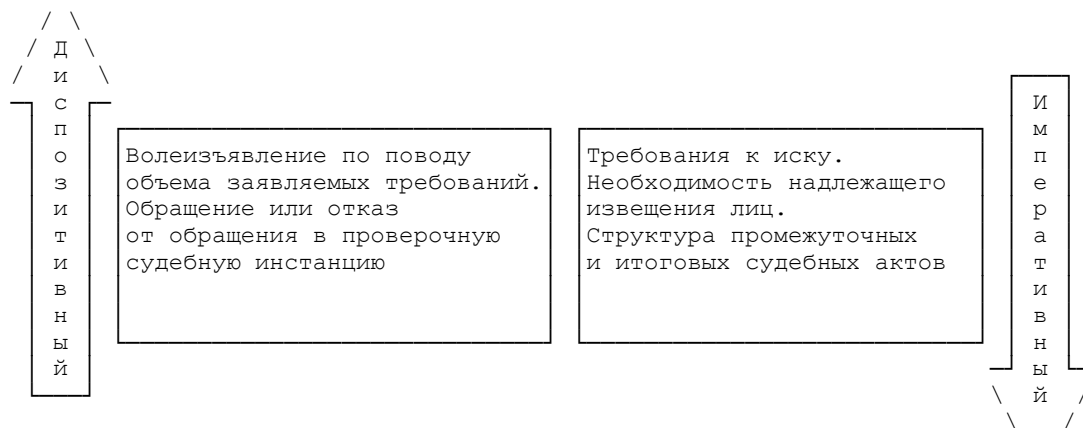 Диспозитивный
Волеизъявление по поводу
объема заявляемых требований.
Обращение или отказ
от обращения в проверочную
судебную инстанцию
Требования к иску.
Необходимость надлежащего
извещения лиц.
Структура промежуточных
и итоговых судебных актов
Императивный